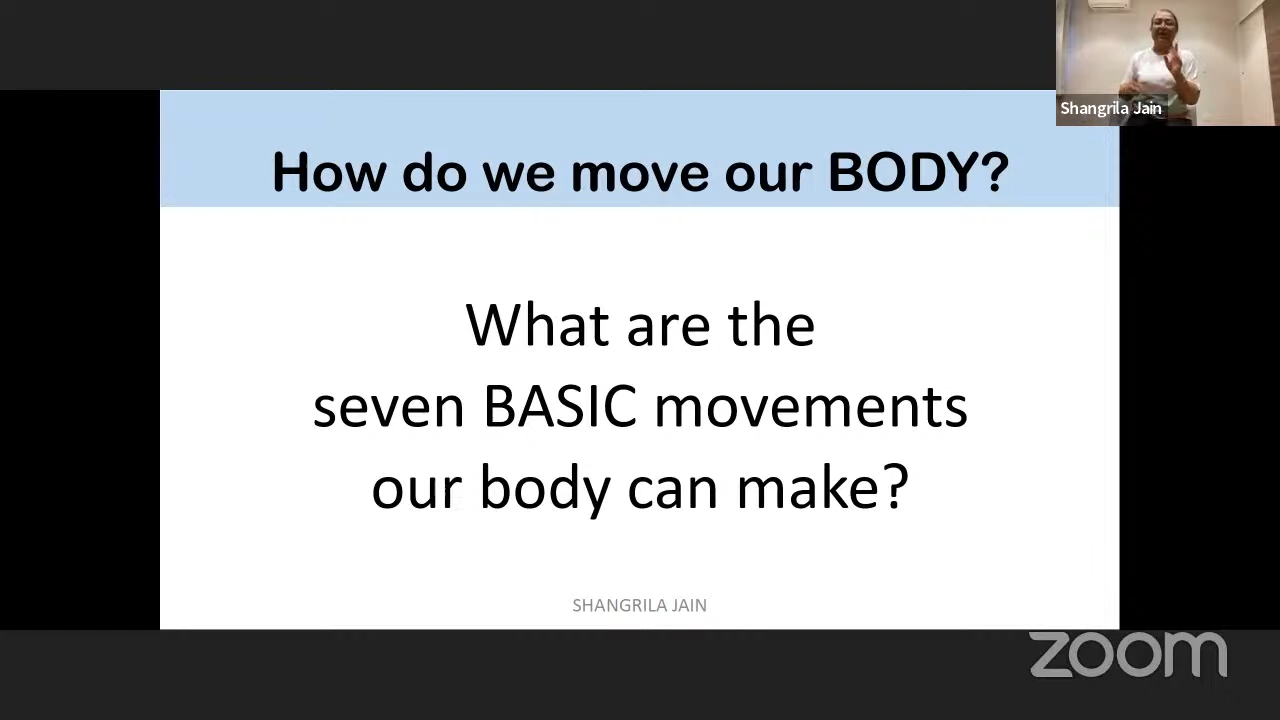 Shangrila Jain
How do we move our BODY?
What are the
seven BASIC movements
our body can make?
SHANGRILA JAIN
zoom